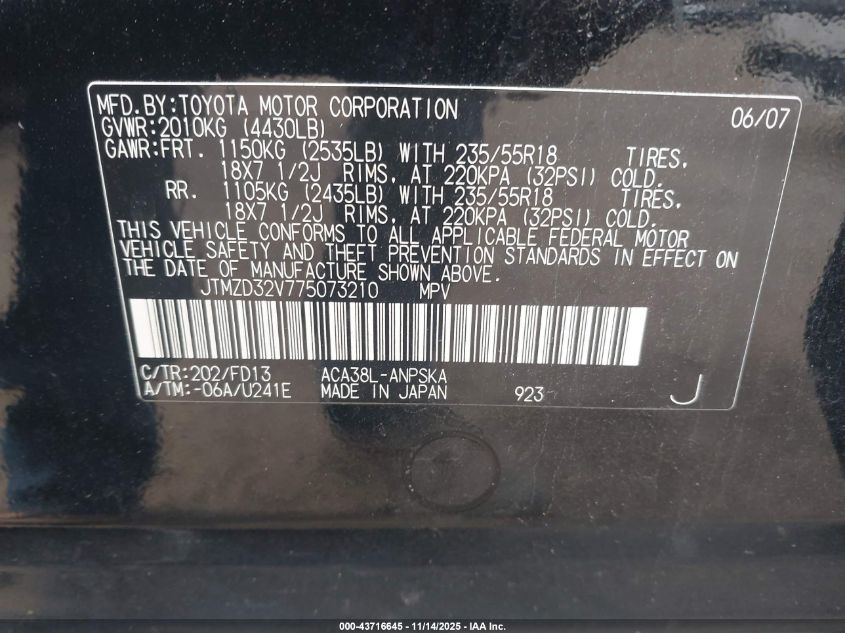 MFD.BY:TOYOTA MOTOR CORPORATION 06/07
GVWR:2010KG (4430LB)
GAWR:FRT. 1150KG (2535LB) WITH 235/55R18 TIRES,
18X7 1/2J RIMS, AT 220KPA (32PSI) COLD.
RR. 1105KG (2435LB) WITH 235/55R18 TIRES,
18X7 1/2J RIMS, AT 220KPA (32PSI) COLD.
THIS VEHICLE CONFORMS TO ALL APPLICABLE FEDERAL MOTOR
VEHICLE SAFETY AND THEFT PREVENTION STANDARDS IN EFFECT ON
THE DATE OF MANUFACTURE SHOWN ABOVE.
JTMZD32V775073210 MPV
C/TR:202/FD13 ACA38L-ANPSKA
A/TM:-06A/U241E MADE IN JAPAN 923 J
000-43716645 - 11/14/2025 - IAA Inc.